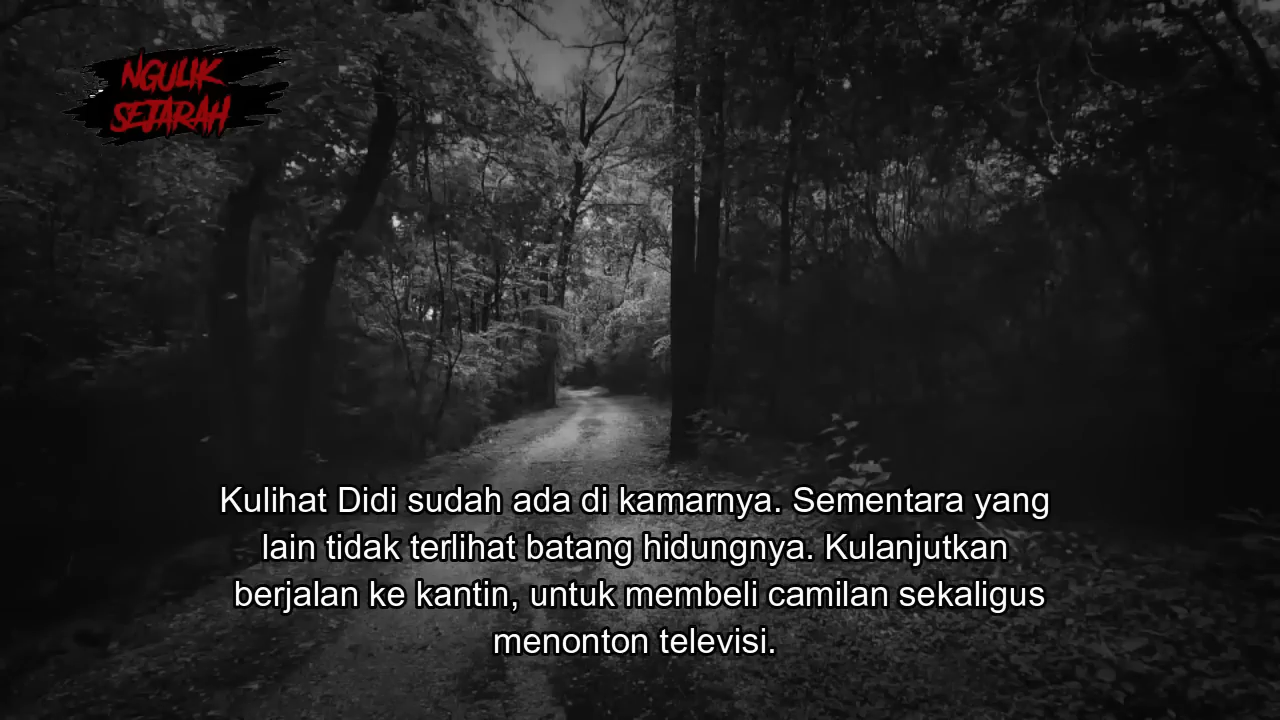 NGULIK
SEJARAH
Kulihat Didi sudah ada di kamarnya. Sementara yang
lain tidak terlihat batang hidungnya. Kulanjutkan
berjalan ke kantin, untuk membeli camilan sekaligus
menonton televisi.